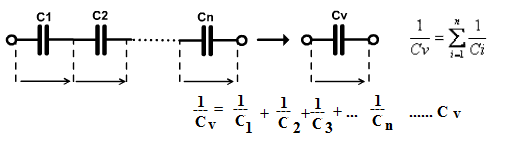 C1 C2 Cn Cv
1/Cv = n∑i=1 1/Ci
1/Cv = 1/C1 + 1/C2 + 1/C3 + ... 1/Cn ...... C v